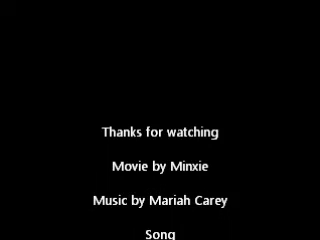 Thanks for watching
Movie by Minxie
Music by Mariah Carey
Song